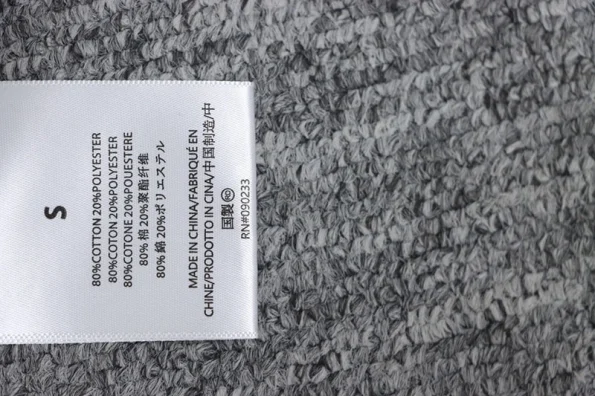 S
80%COTTON 20%POLYESTER
80%COTON 20%POLYESTER
80%COTONE 20%POUESTERE
80% 棉 20%聚酯纤维
80% 綿 20%ポリエステル
MADE IN CHINA/FABRIQUÉ EN
CHINE/PRODOTTO IN CINA/中国制造/中
国製
RN#090233